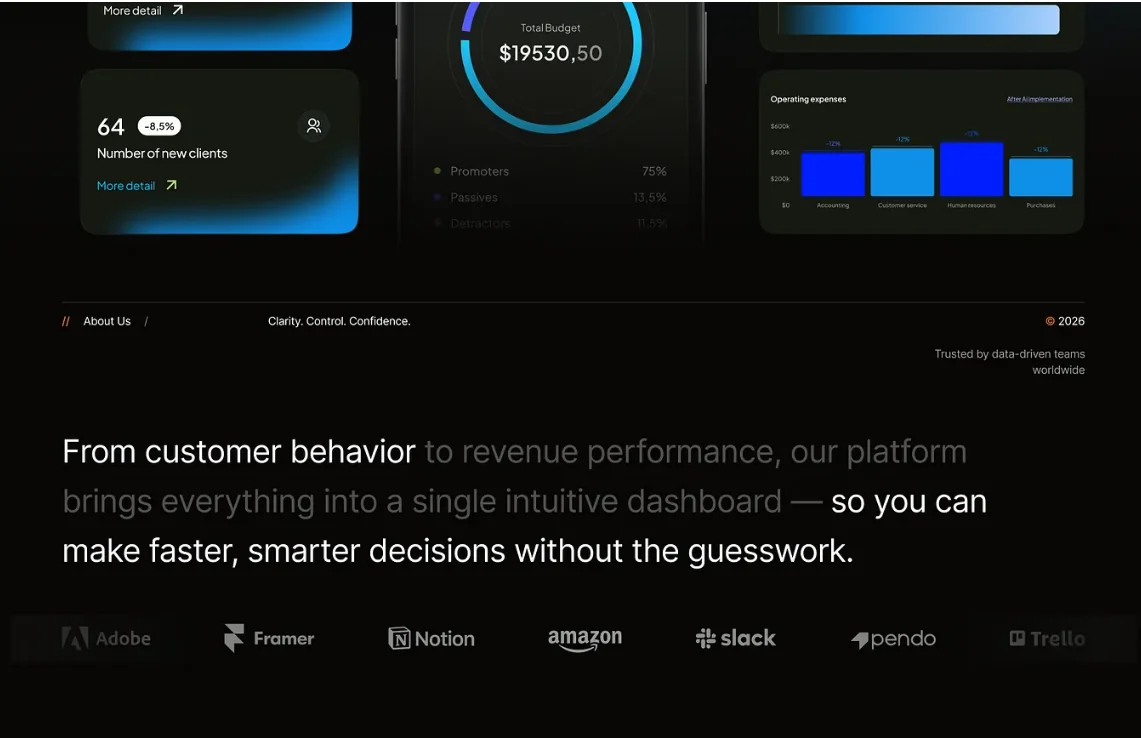 More detail
64
-8,5%
Number of new clients
More detail
Total Budget
$19530,50
Promoters 75%
Passives 13,5%
Detractors 11,5%
Operating expenses After AI implementation
$600k
$400k
$200k
$0
-12%
-12%
-12%
-12%
Accounting Customer service Human resources Purchases
// About Us / Clarity. Control. Confidence. © 2026
Trusted by data-driven teams
worldwide
From customer behavior to revenue performance, our platform
brings everything into a single intuitive dashboard — so you can
make faster, smarter decisions without the guesswork.
Adobe Framer Notion amazon slack pendo Trello